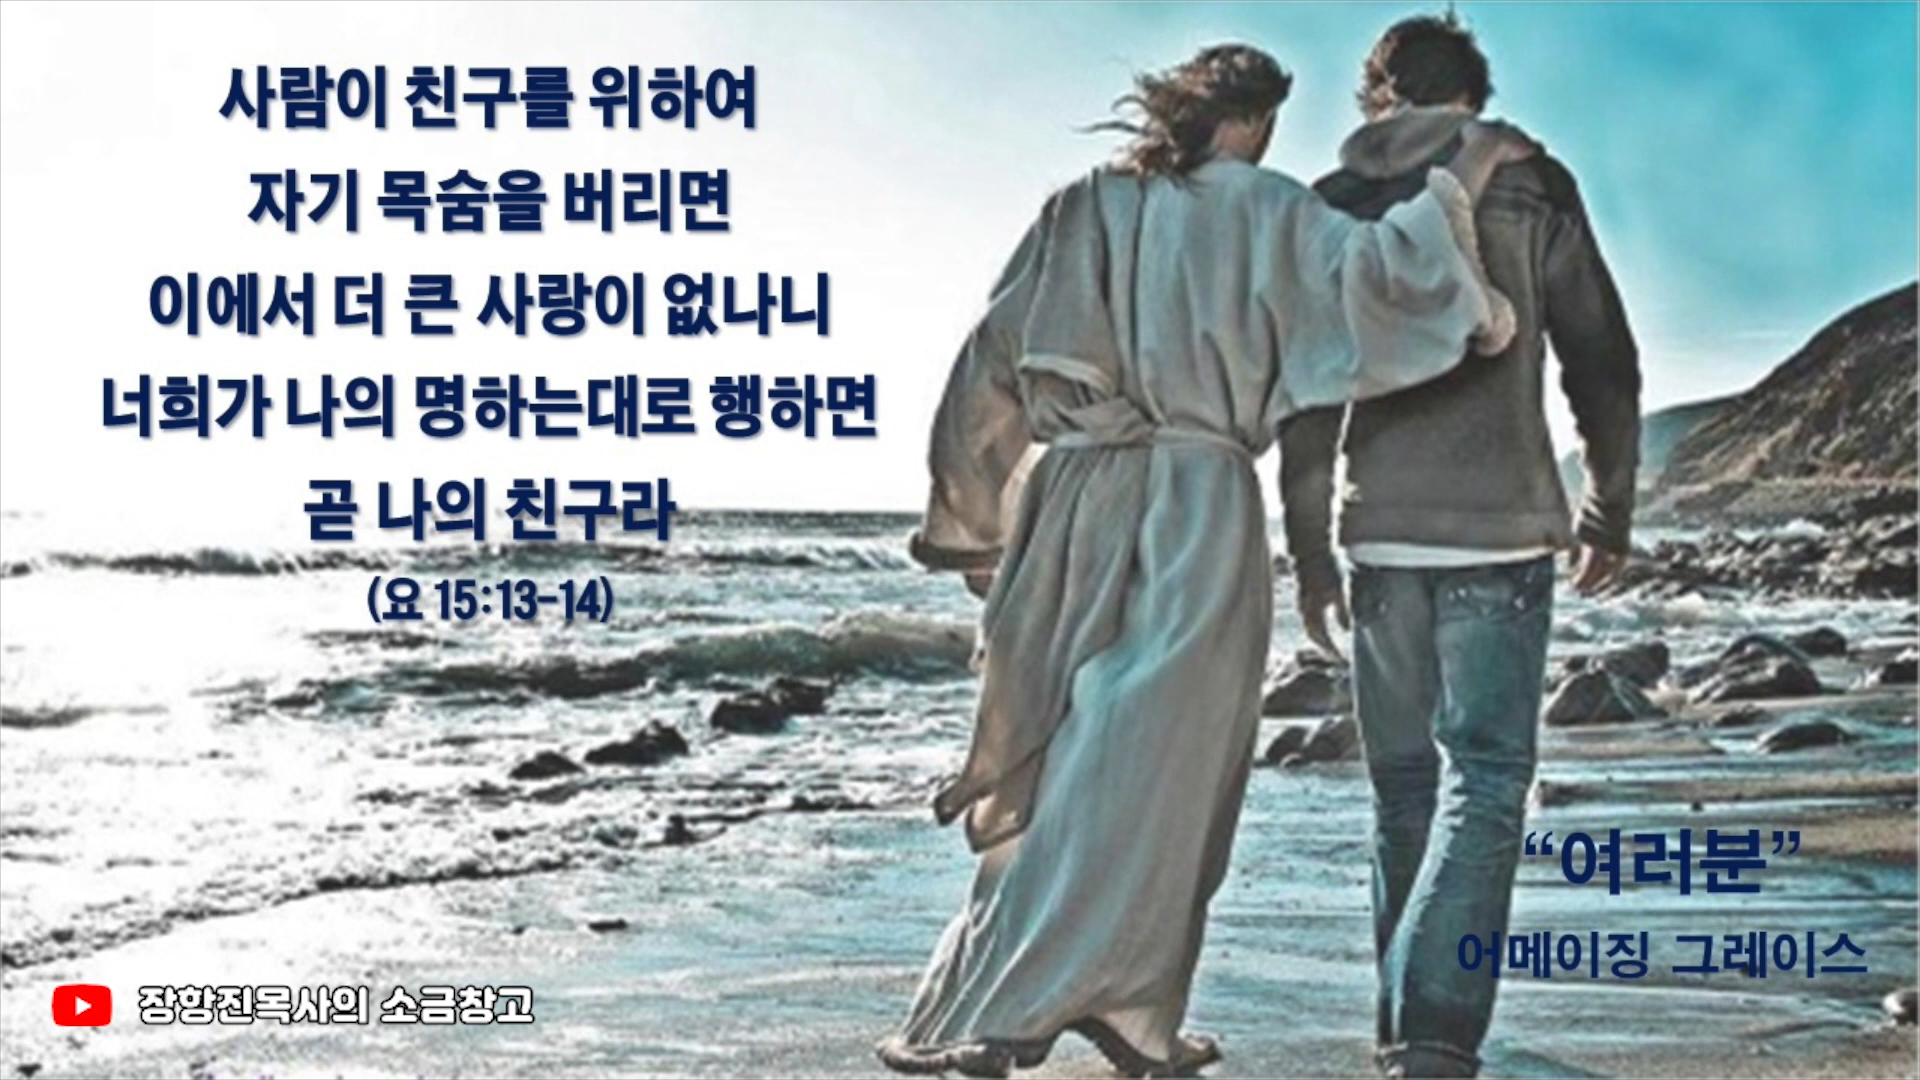 사람이 친구를 위하여
자기 목숨을 버리면
이에서 더 큰 사랑이 없나니
너희가 나의 명하는대로 행하면
곧 나의 친구라
(요 15:13-14)
“여러분”
어메이징 그레이스
장항진목사의 소금창고